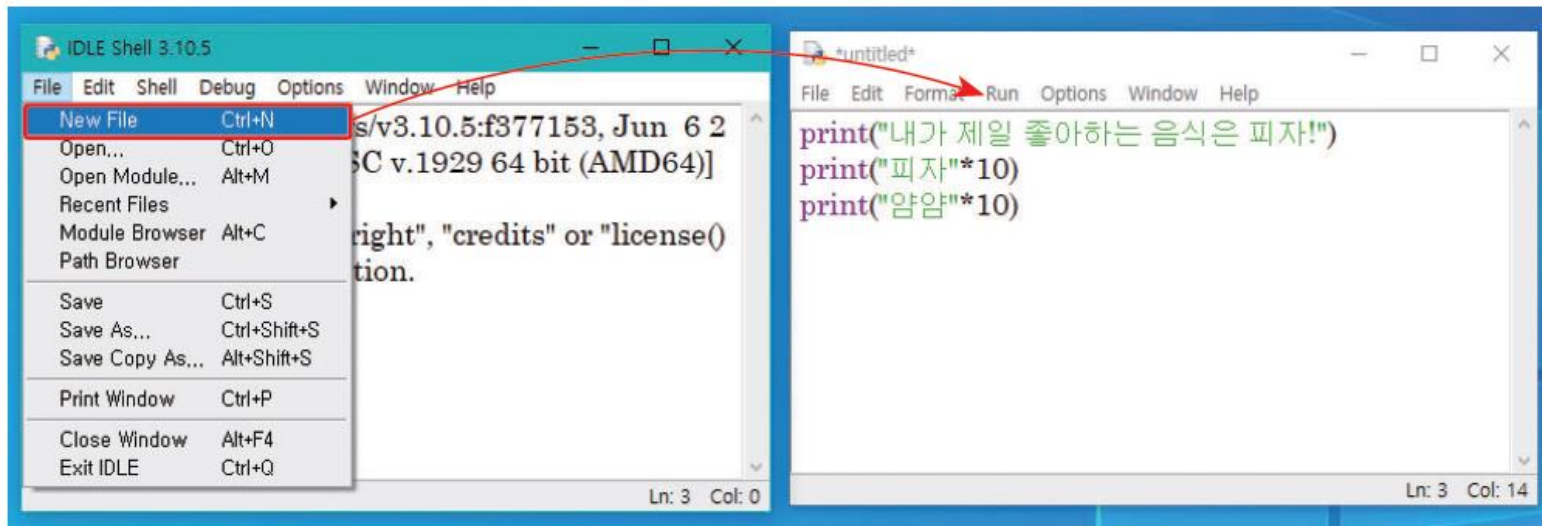 IDLE Shell 3.10.5
File Edit Shell Debug Options Window Help
New File Ctrl+N
Open... Ctrl+O
Open Module... Alt+M
Recent Files
Module Browser Alt+C
Path Browser
Save Ctrl+S
Save As... Ctrl+Shift+S
Save Copy As... Alt+Shift+S
Print Window Ctrl+P
Close Window Alt+F4
Exit IDLE Ctrl+Q
s/v3.10.5:f377153, Jun 6 2
SC v.1929 64 bit (AMD64)]
right", "credits" or "license()
tion.
Ln: 3 Col: 0
*untitled*
File Edit Format Run Options Window Help
print("내가 제일 좋아하는 음식은 피자!")
print("피자"*10)
print("얌얌"*10)
Ln: 3 Col: 14